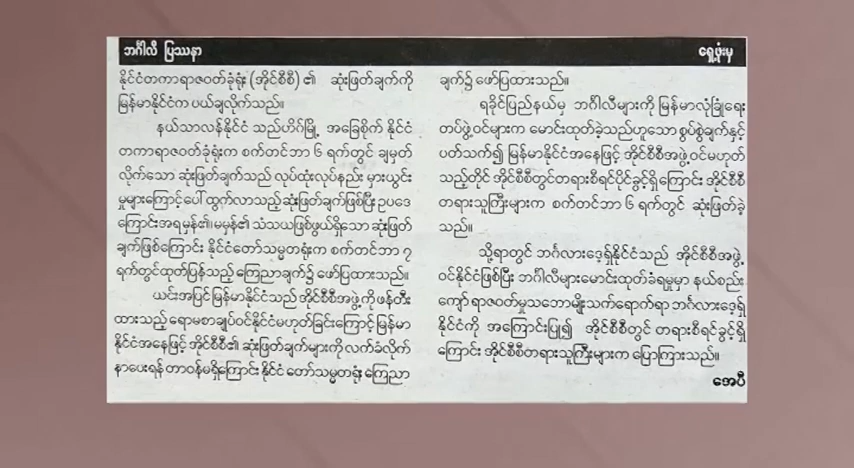 ဘင်္ဂါလီ ပြဿနာ
ရှေ့ဖုံးမှ
နိုင်ငံတကာရာဇဝတ်ခုံရုံး (အိုင်စီစီ) ၏ ဆုံးဖြတ်ချက်ကို
မြန်မာနိုင်ငံက ပယ်ချလိုက်သည်။
နယ်သာလန်နိုင်ငံ သည်ဟိဂ်မြို့ အခြေစိုက် နိုင်ငံ
တကာရာဇဝတ်ခုံရုံးက စက်တင်ဘာ ၆ ရက်တွင် ချမှတ်
လိုက်သော ဆုံးဖြတ်ချက်သည် လုပ်ထုံးလုပ်နည်း မှားယွင်း
မှုများကြောင့်ပေါ် ထွက်လာသည့်ဆုံးဖြတ်ချက်ဖြစ်ပြီးဥပဒေ
ကြောင်းအရမှန်၏၊မမှန်၏ သံသယဖြစ်ဖွယ်ရှိသော ဆုံးဖြတ်
ချက်ဖြစ်ကြောင်း နိုင်ငံတော်သမ္မတရုံးက စက်တင်ဘာ ၇
ရက်တွင်ထုတ်ပြန်သည့်ကြေညာချက်၌ ဖော်ပြထားသည်။
ယင်းအပြင်မြန်မာနိုင်ငံသည် အိုင်စီစီအဖွဲ့ကို ဖန်တီး
ထားသည့်ရောမစာချုပ်ဝင်နိုင်ငံမဟုတ်ခြင်းကြောင့်မြန်မာ
နိုင်ငံအနေဖြင့် အိုင်စီစီ၏ ဆုံးဖြတ်ချက်များကိုလက်ခံလိုက်
နာပေးရန် တာဝန်မရှိကြောင်း နိုင်ငံ တော်သမ္မတရုံး ကြေညာ
ချက်၌ ဖော်ပြထားသည်။
ရခိုင်ပြည်နယ်မှ ဘင်္ဂါလီများကို မြန်မာလုံခြုံရေး
တပ်ဖွဲ့ဝင်များက မောင်းထုတ်ခဲ့သည်ဟူသော စွပ်စွဲချက်နှင့်
ပတ်သက်၍ မြန်မာနိုင်ငံအနေဖြင့် အိုင်စီစီအဖွဲ့ဝင်မဟုတ်
သည့်တိုင် အိုင်စီစီတွင်တရားစီရင်ပိုင်ခွင့်ရှိကြောင်း အိုင်စီစီ
တရားသူကြီးများက စက်တင်ဘာ ၆ ရက်တွင် ဆုံးဖြတ်ခဲ့
သည်။
သို့ရာတွင် ဘင်္ဂလားဒေ့ရှ်နိုင်ငံသည် အိုင်စီစီအဖွဲ့
ဝင်နိုင်ငံဖြစ်ပြီး ဘင်္ဂါလီများမောင်းထုတ်ခံရမှုမှာ နယ်စည်း
ကျော် ရာဇဝတ်မှုသဘောမျိုးသက်ရောက်ရာ ဘင်္ဂလားဒေ့ရှ်
နိုင်ငံကို အကြောင်းပြု၍ အိုင်စီစီတွင် တရားစီရင်ခွင့်ရှိ
ကြောင်း အိုင်စီစီတရားသူကြီးများက ပြောကြားသည်။
အေပီ